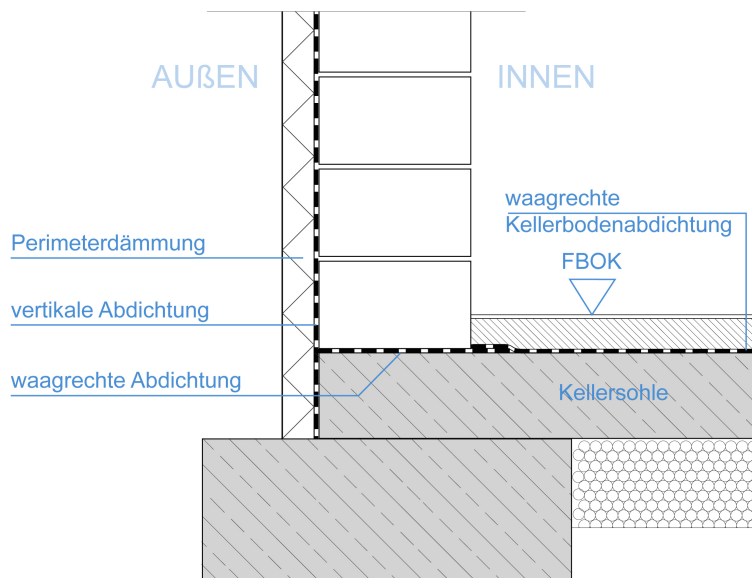 AUßEN
INNEN
waagrechte
Kellerbodenabdichtung
Perimeterdämmung
FBOK
vertikale Abdichtung
waagrechte Abdichtung
Kellersohle